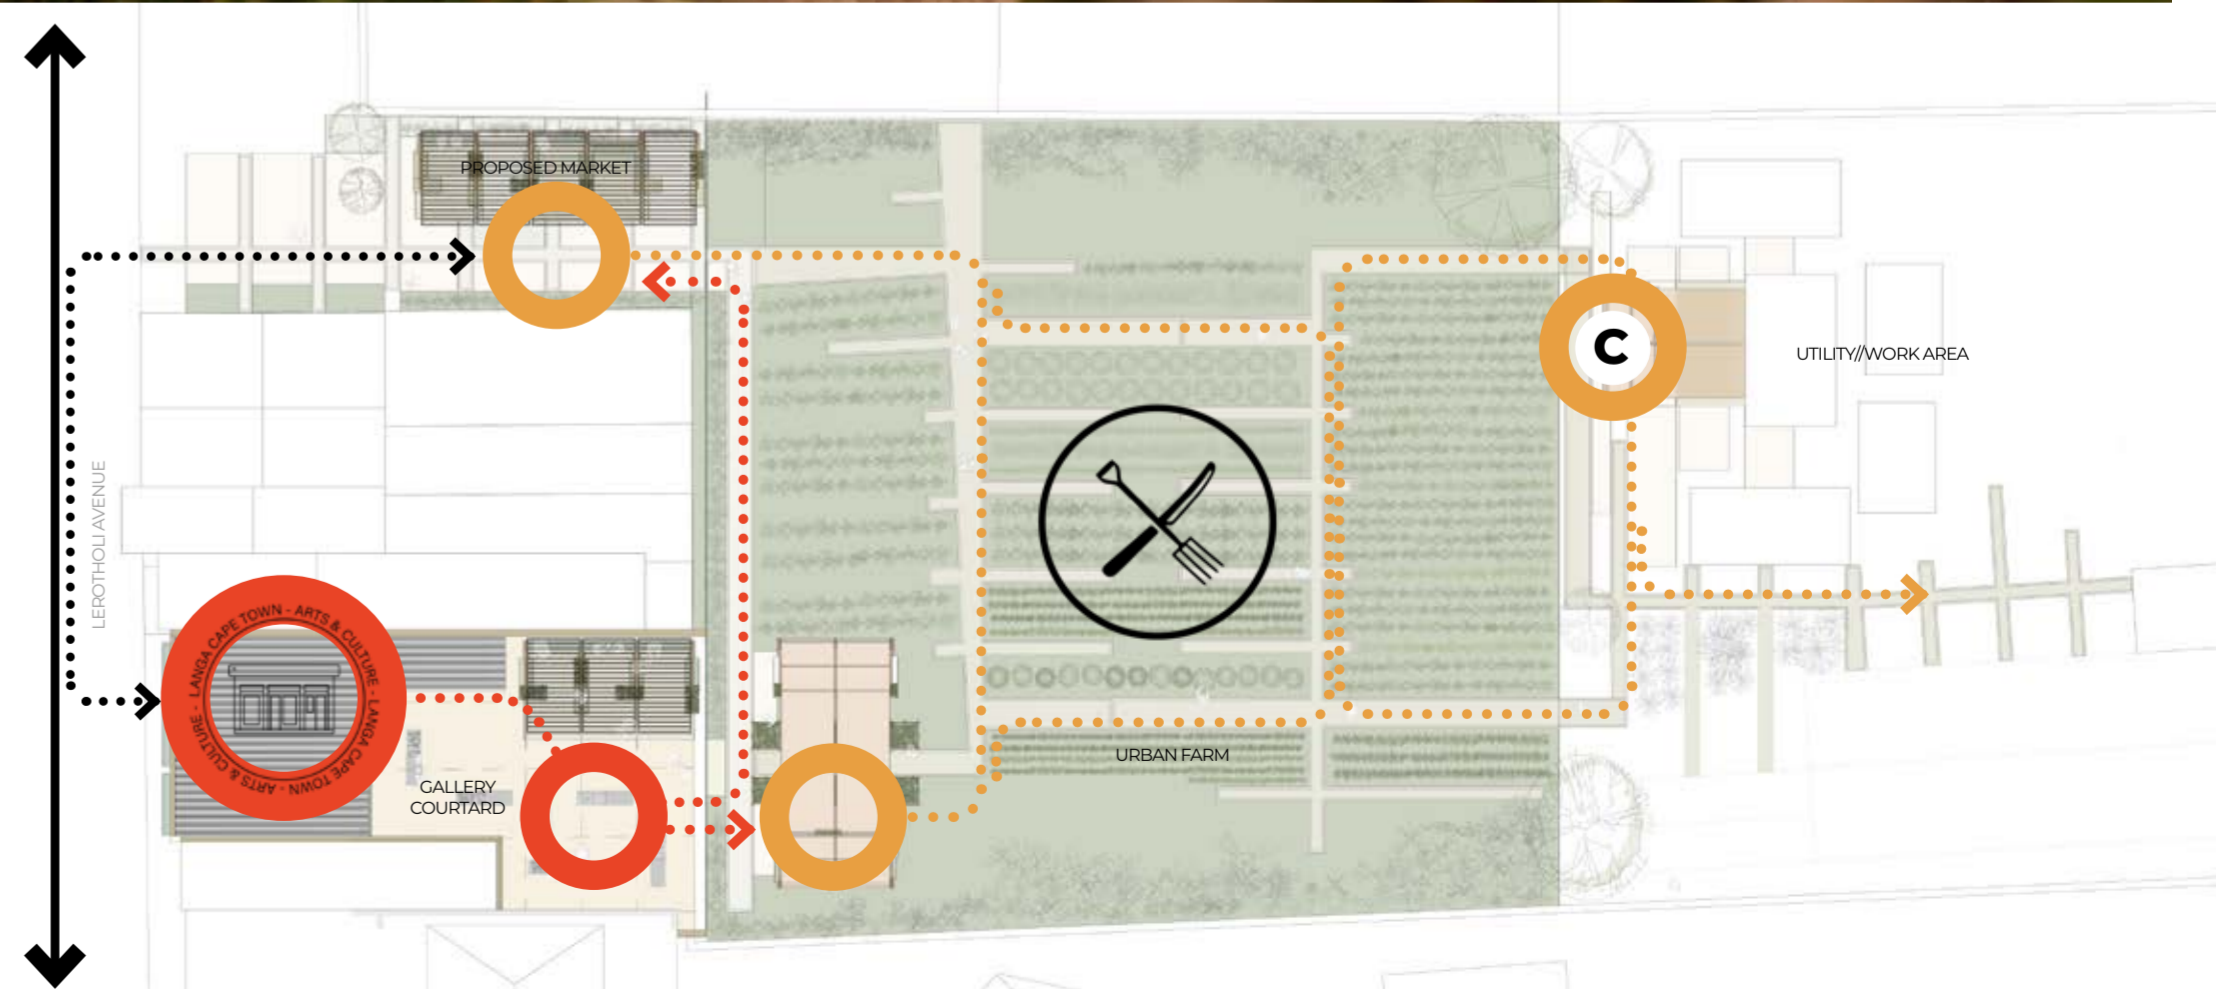 PROPOSED MARKET
C
UTILITY//WORK AREA
LEROTHOLI AVENUE
LANGA CAPE TOWN - ARTS & CULTURE - LANGA CAPE TOWN - ARTS & CULTURE -
GALLERY
COURTARD
URBAN FARM